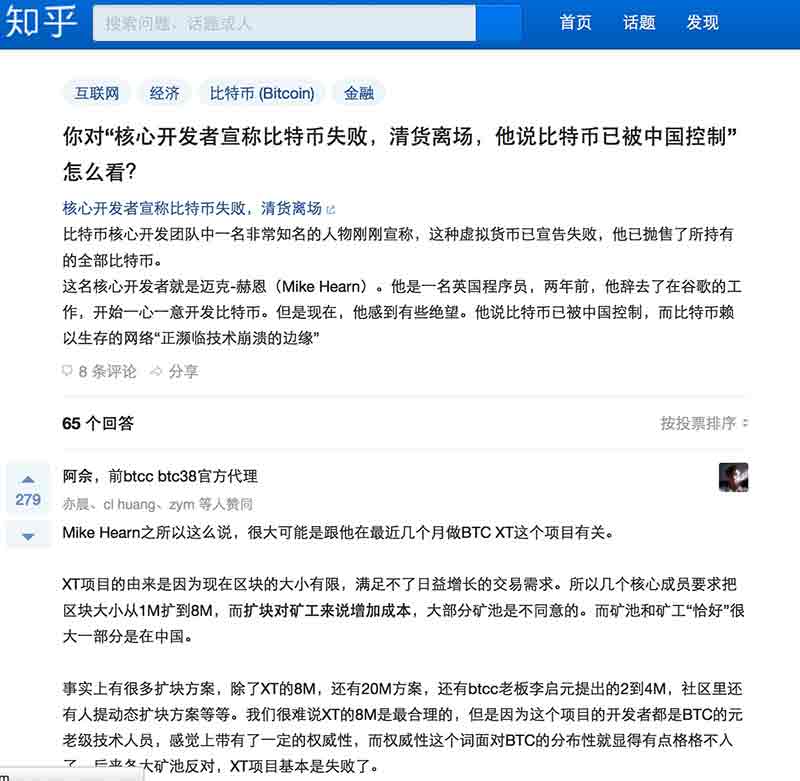 知乎
搜索问题、话题或人
首页 话题 发现
互联网 经济 比特币 (Bitcoin) 金融
你对“核心开发者宣称比特币失败，清货离场，他说比特币已被中国控制”
怎么看？
核心开发者宣称比特币失败，清货离场
比特币核心开发团队中一名非常知名的人物刚刚宣称，这种虚拟货币已宣告失败，他已抛售了所持有
的全部比特币。
这名核心开发者就是迈克-赫恩（Mike Hearn）。他是一名英国程序员，两年前，他辞去了在谷歌的工
作，开始一心一意开发比特币。但是现在，他感到有些绝望。他说比特币已被中国控制，而比特币赖
以生存的网络“正濒临技术崩溃的边缘”
8 条评论 分享
65 个回答
按投票排序
279
阿佘，前btcc btc38官方代理
亦晨、cl huang、zym 等人赞同
Mike Hearn之所以这么说，很大可能是跟他在最近几个月做BTC XT这个项目有关。
XT项目的由来是因为现在区块的大小有限，满足不了日益增长的交易需求。所以几个核心成员要求把
区块大小从1M扩到8M，而扩块对矿工来说增加成本，大部分矿池是不同意的。而矿池和矿工“恰好”很
大一部分是在中国。
事实上有很多扩块方案，除了XT的8M，还有20M方案，还有btcc老板李启元提出的2到4M，社区里还
有人提动态扩块方案等等。我们很难说XT的8M是最合理的，但是因为这个项目的开发者都是BTC的元
老级技术人员，感觉上带有了一定的权威性，而权威性这个词面对BTC的分布性就显得有点格格不入
了。后来各大矿池反对，XT项目基本是失败了。